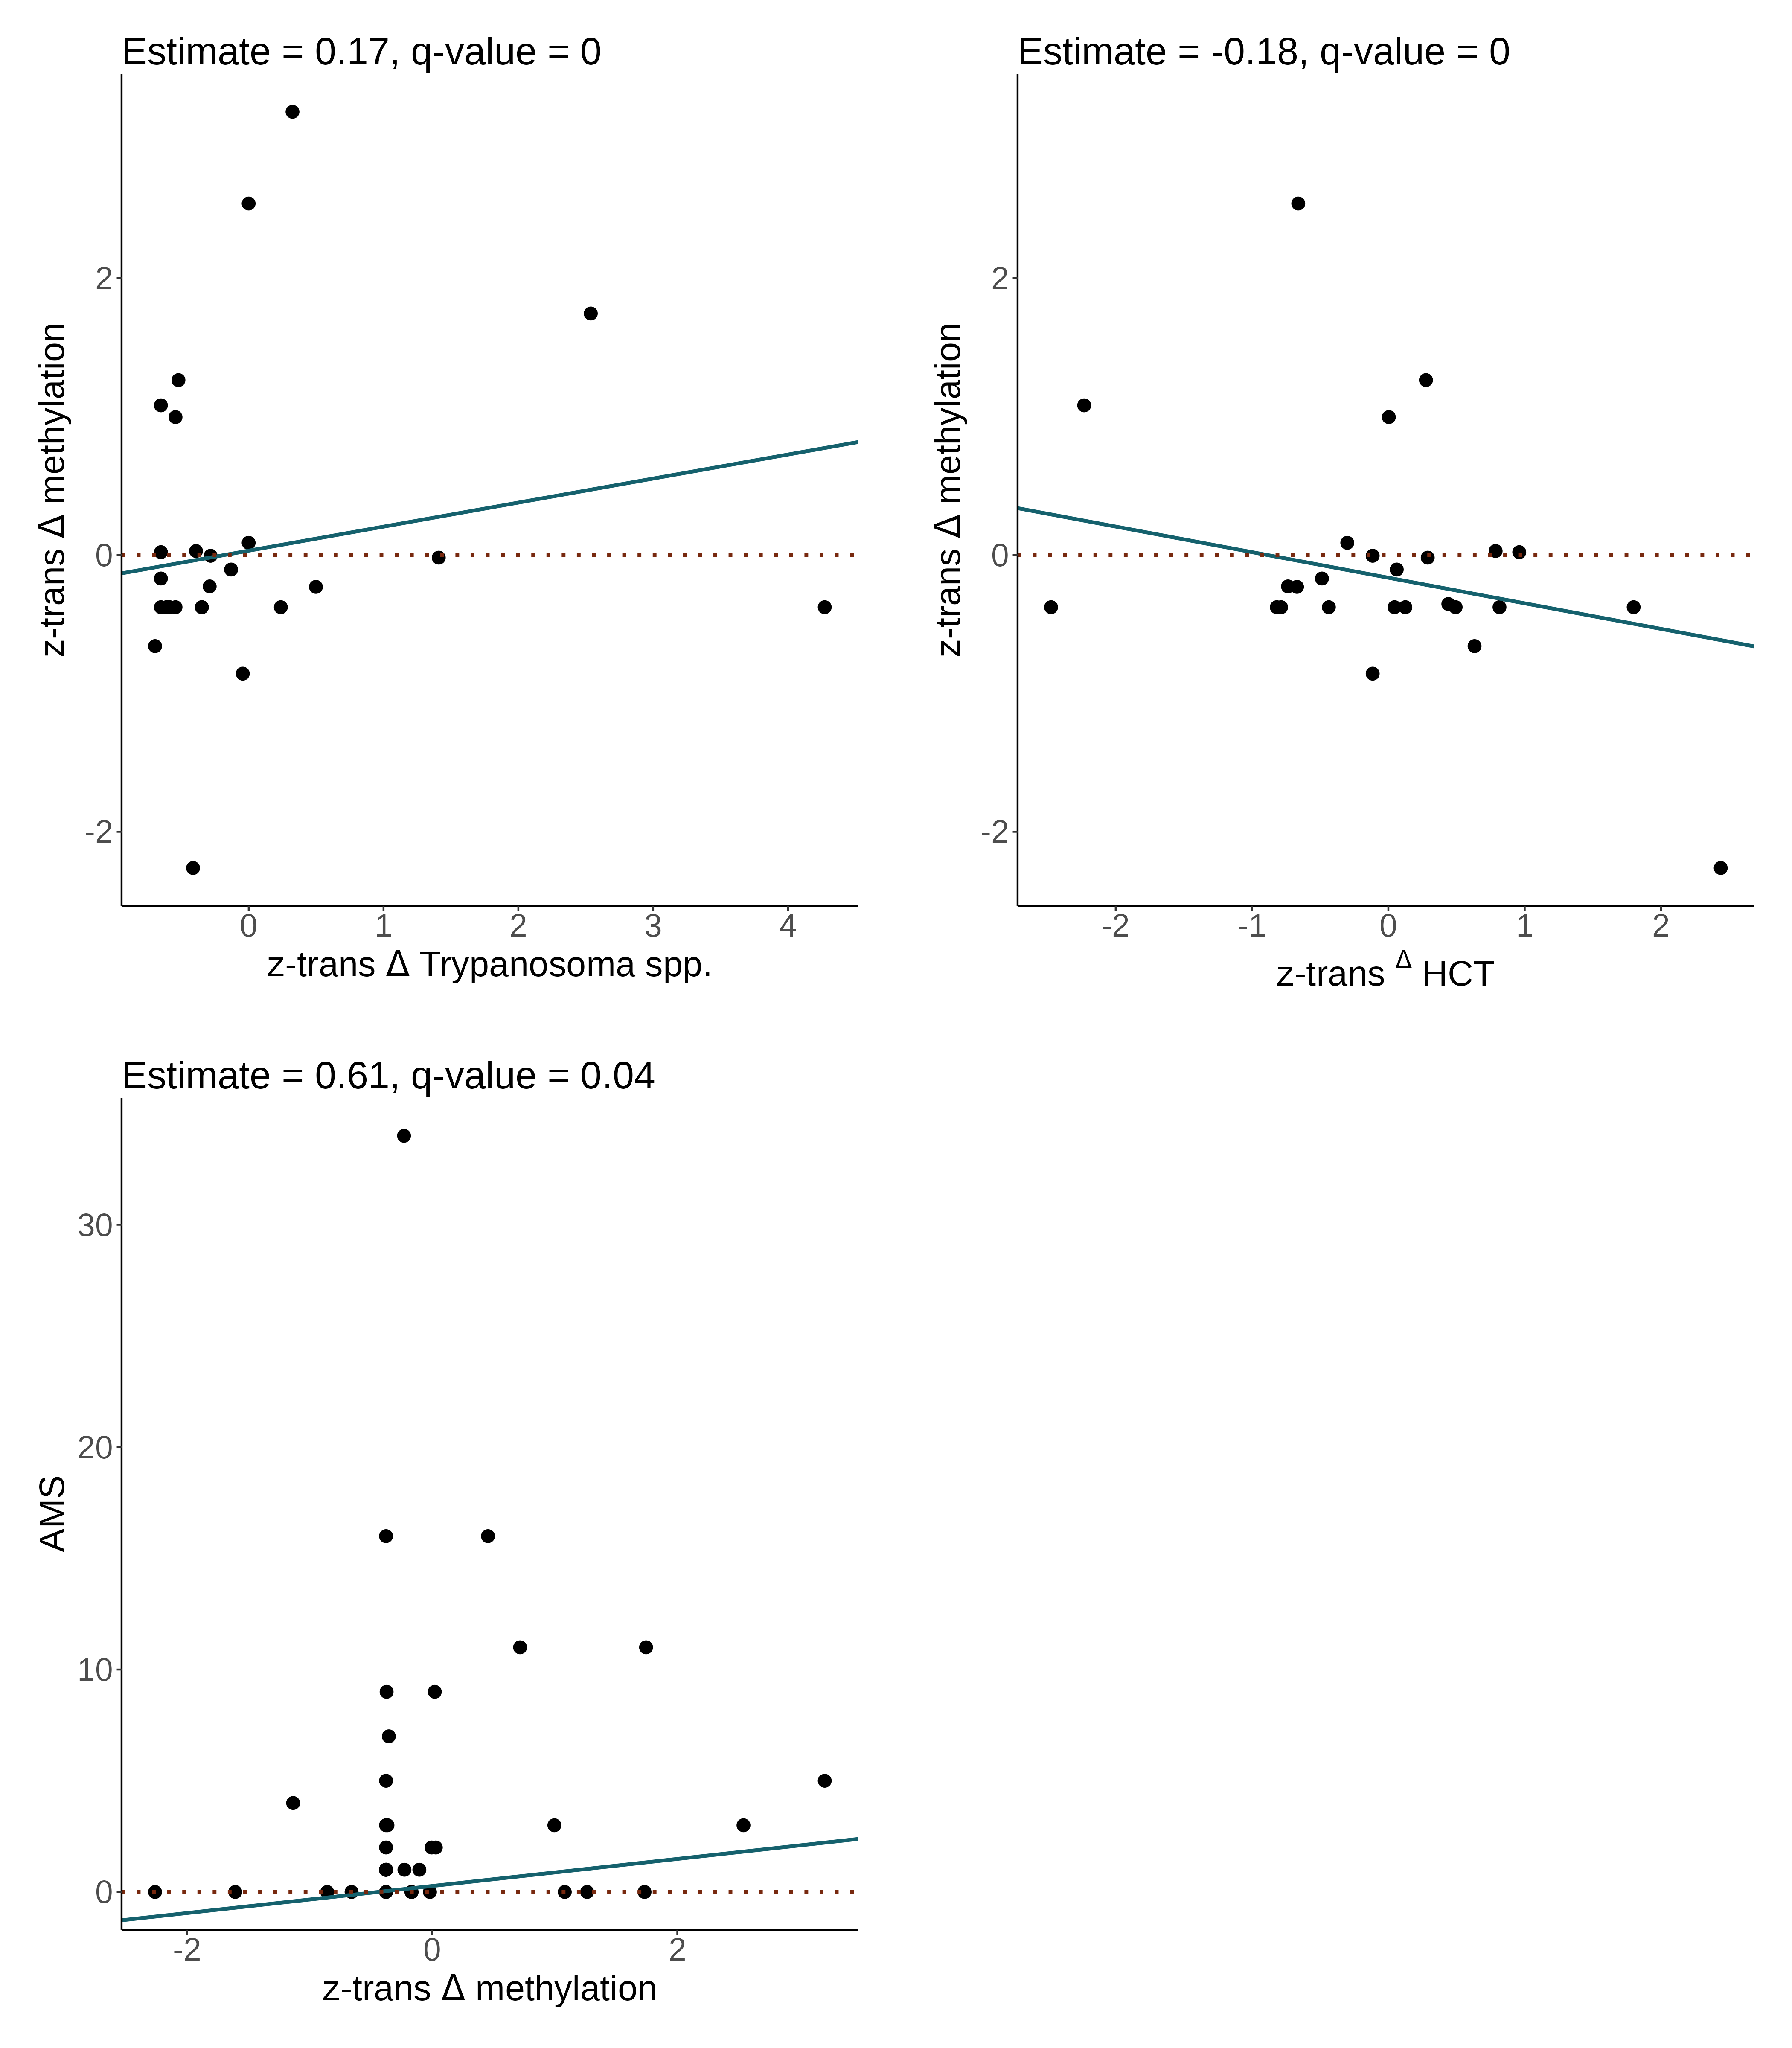 Estimate = 0.17, q-value = 0
z-trans Δ methylation
2
0
-2
0 1 2 3 4
z-trans Δ Trypanosoma spp.
Estimate = -0.18, q-value = 0
z-trans Δ methylation
2
0
-2
-2 -1 0 1 2
z-trans Δ HCT
Estimate = 0.61, q-value = 0.04
AMS
30
20
10
0
-2 0 2
z-trans Δ methylation